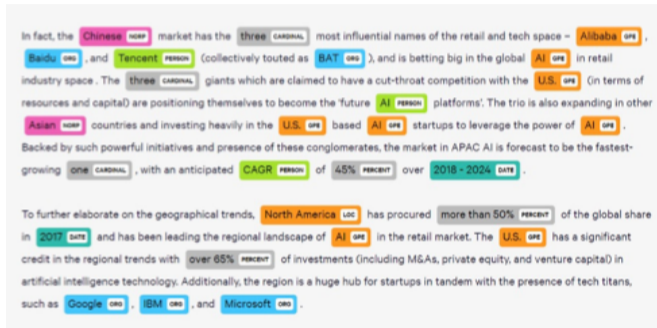 In fact, the Chinese NORP market has the three CARDINAL most influential names of the retail and tech space – Alibaba GPE ,
Baidu ORG , and Tencent PERSON (collectively touted as BAT ORG ), and is betting big in the global AI GPE in retail
industry space . The three CARDINAL giants which are claimed to have a cut-throat competition with the U.S. GPE (in terms of
resources and capital) are positioning themselves to become the 'future AI PERSON platforms'. The trio is also expanding in other
Asian NORP countries and investing heavily in the U.S. GPE based AI GPE startups to leverage the power of AI GPE .
Backed by such powerful initiatives and presence of these conglomerates, the market in APAC AI is forecast to be the fastest-
growing one CARDINAL , with an anticipated CAGR PERSON of 45% PERCENT over 2018 - 2024 DATE .
To further elaborate on the geographical trends, North America LOC has procured more than 50% PERCENT of the global share
in 2017 DATE and has been leading the regional landscape of AI GPE in the retail market. The U.S. GPE has a significant
credit in the regional trends with over 65% PERCENT of investments (including M&As, private equity, and venture capital) in
artificial intelligence technology. Additionally, the region is a huge hub for startups in tandem with the presence of tech titans,
such as Google ORG , IBM ORG , and Microsoft ORG .